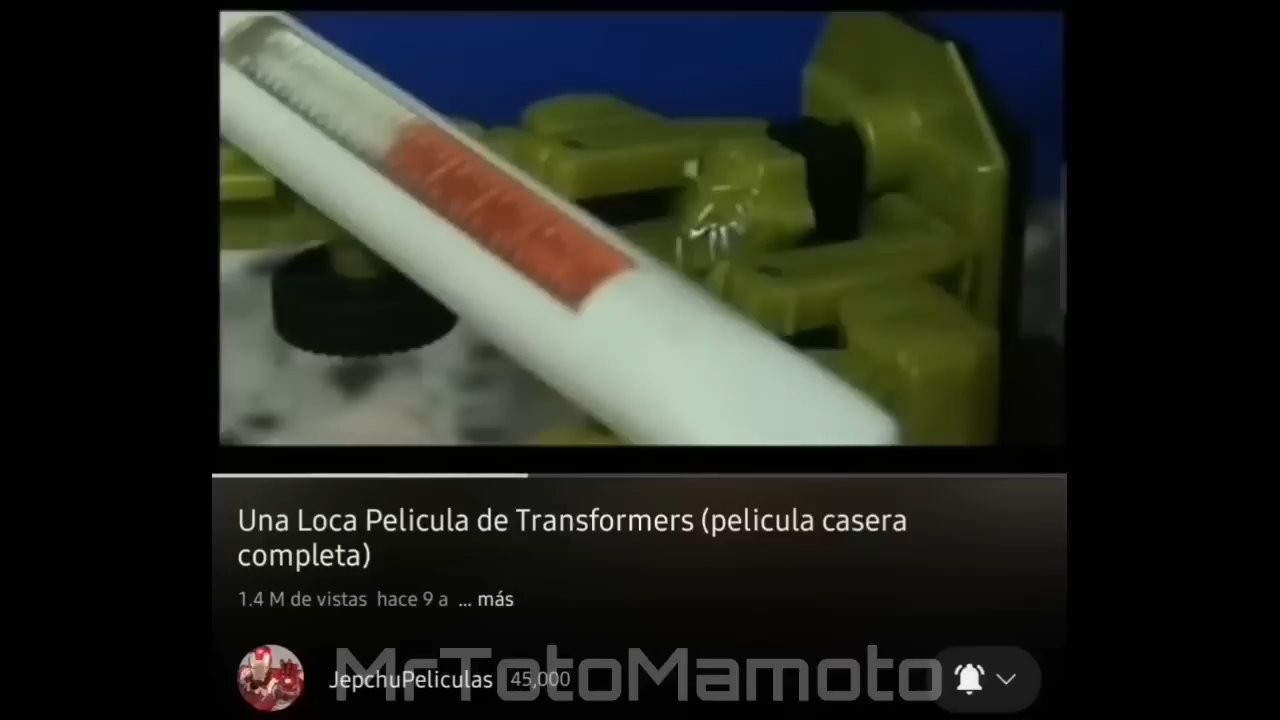 Una Loca Pelicula de Transformers (pelicula casera
completa)
1.4 M de vistas hace 9 a ... más
JepchuPeliculas 45,000
MrTotoMamoto